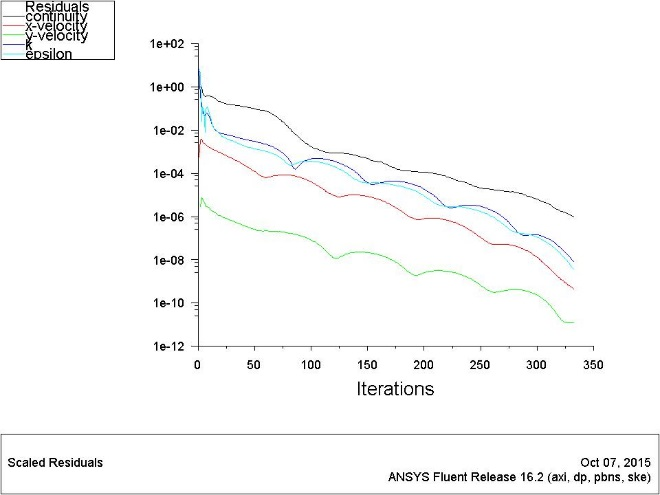 Residuals
continuity
x-velocity
y-velocity
k
epsilon
1e+02
1e+00
1e-02
1e-04
1e-06
1e-08
1e-10
1e-12
0 50 100 150 200 250 300 350
Iterations
Scaled Residuals
Oct 07, 2015
ANSYS Fluent Release 16.2 (axi, dp, pbns, ske)